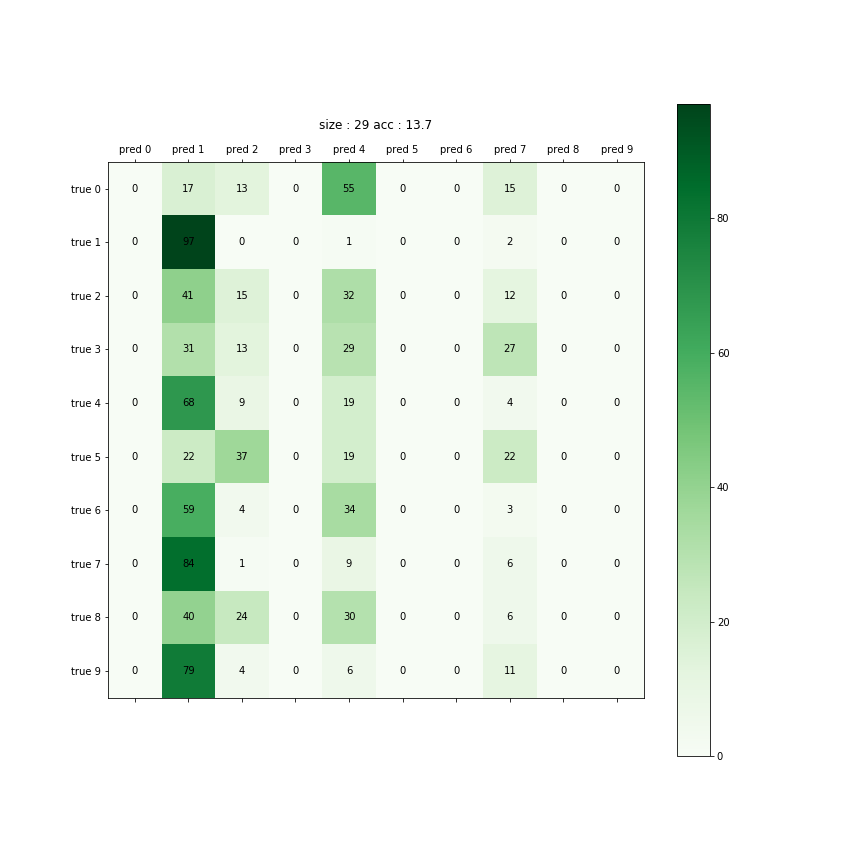 size : 29 acc : 13.7
pred 0 pred 1 pred 2 pred 3 pred 4 pred 5 pred 6 pred 7 pred 8 pred 9
true 0 0 17 13 0 55 0 0 15 0 0
true 1 0 97 0 0 1 0 0 2 0 0
true 2 0 41 15 0 32 0 0 12 0 0
true 3 0 31 13 0 29 0 0 27 0 0
true 4 0 68 9 0 19 0 0 4 0 0
true 5 0 22 37 0 19 0 0 22 0 0
true 6 0 59 4 0 34 0 0 3 0 0
true 7 0 84 1 0 9 0 0 6 0 0
true 8 0 40 24 0 30 0 0 6 0 0
true 9 0 79 4 0 6 0 0 11 0 0
80
60
40
20
0